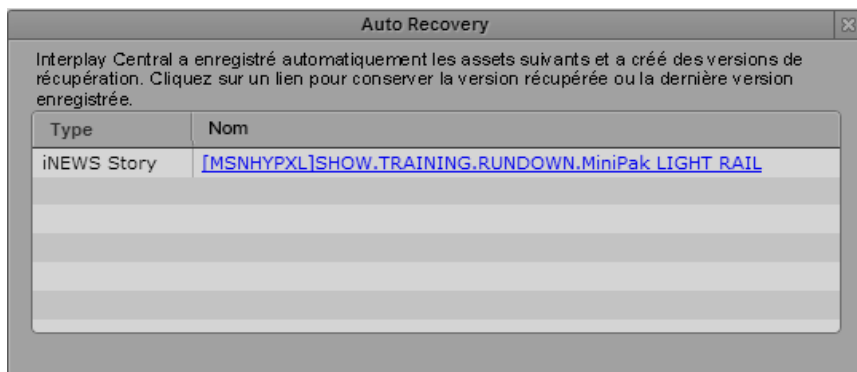 Auto Recovery
Interplay Central a enregistré automatiquement les assets suivants et a créé des versions de
récupération. Cliquez sur un lien pour conserver la version récupérée ou la dernière version
enregistrée.
Type Nom
iNEWS Story [MSNHYPXL]SHOW.TRAINING.RUNDOWN.MiniPak LIGHT RAIL